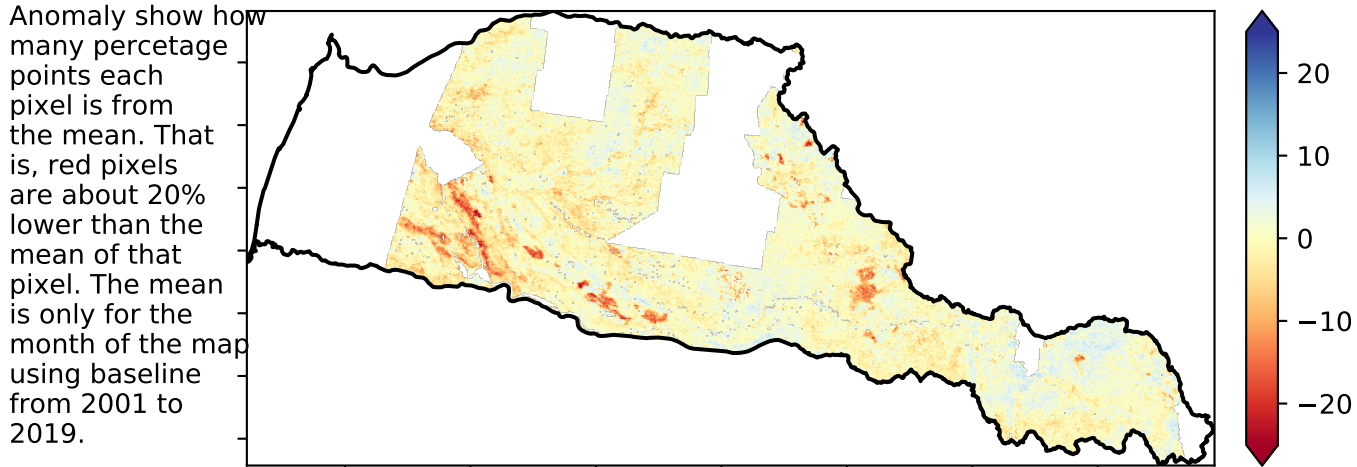 Anomaly show how
many percetage
points each
pixel is from
the mean. That
is, red pixels
are about 20%
lower than the
mean of that
pixel. The mean
is only for the
month of the map
using baseline
from 2001 to
2019.
20
10
0
−10
−20